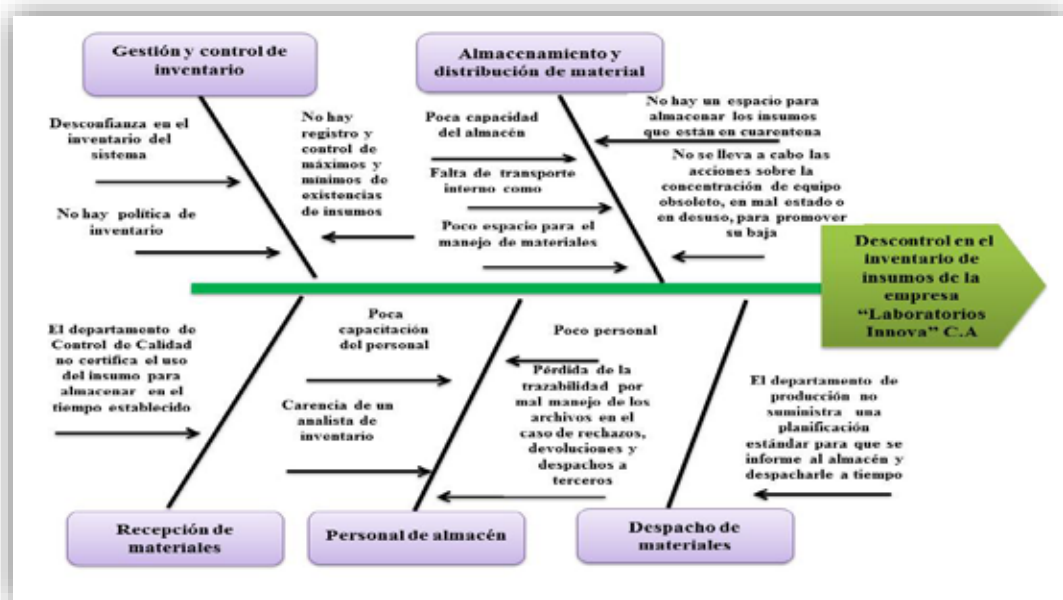 Gestión y control de
inventario
Almacenamiento y
distribución de material
Desconfianza en el
inventario del
sistema
No hay política de
inventario
No hay
registro y
control de
máximos y
mínimos de
existencias
de insumos
Poca capacidad
del almacén
Falta de transporte
interno como
Poco espacio para el
manejo de materiales
No hay un espacio para
almacenar los insumos
que están en cuarentena
No se lleva a cabo las
acciones sobre la
concentración de equipo
obsoleto, en mal estado o
en desuso, para promover
su baja
Descontrol en el
inventario de
insumos de la
empresa
“Laboratorios
Innova” C.A
El departamento de
Control de Calidad
no certifica el uso
del insumo para
almacenar en el
tiempo establecido
Poca
capacitación
del personal
Carencia de un
analista de
inventario
Poco personal
Pérdida de la
trazabilidad por
mal manejo de los
archivos en el
caso de rechazos,
devoluciones y
despachos a
terceros
El departamento de
producción no
suministra una
planificación
estándar para que se
informe al almacén y
despacharle a tiempo
Recepción de
materiales
Personal de almacén
Despacho de
materiales